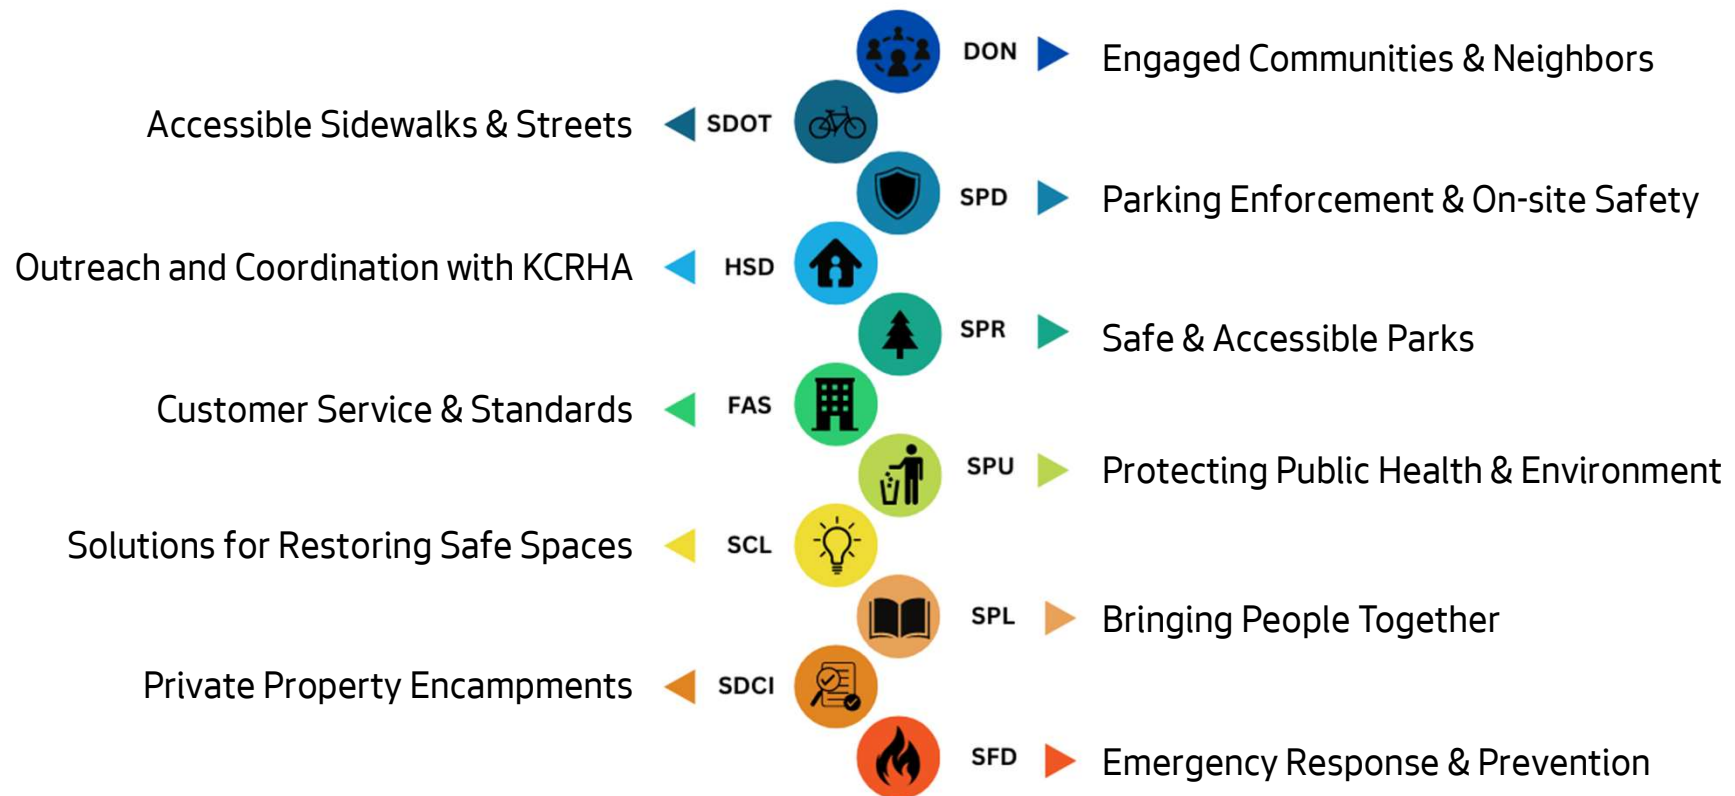 DON Engaged Communities & Neighbors
Accessible Sidewalks & Streets SDOT
SPD Parking Enforcement & On-site Safety
Outreach and Coordination with KCRHA HSD
SPR Safe & Accessible Parks
Customer Service & Standards FAS
SPU Protecting Public Health & Environment
Solutions for Restoring Safe Spaces SCL
SPL Bringing People Together
Private Property Encampments SDCI
SFD Emergency Response & Prevention